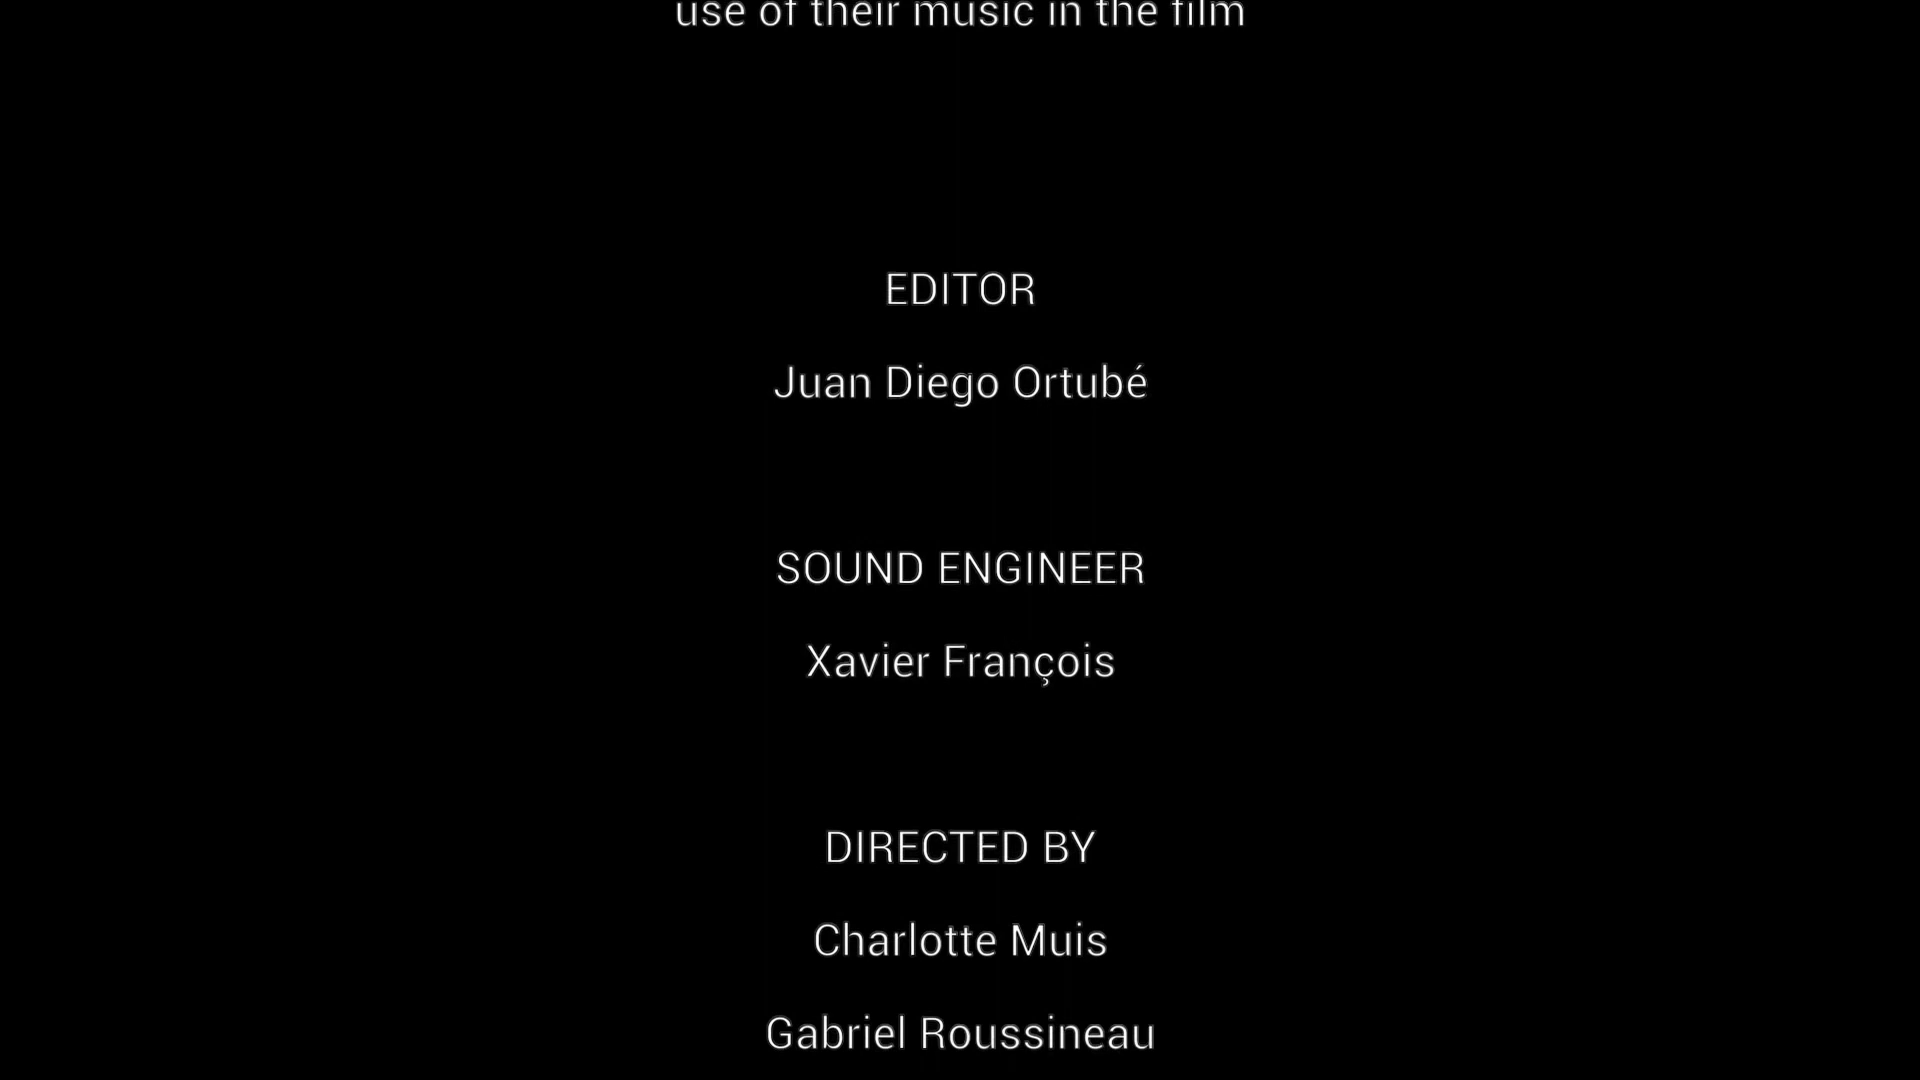 use of their music in the film
EDITOR
Juan Diego Ortubé
SOUND ENGINEER
Xavier François
DIRECTED BY
Charlotte Muis
Gabriel Roussineau